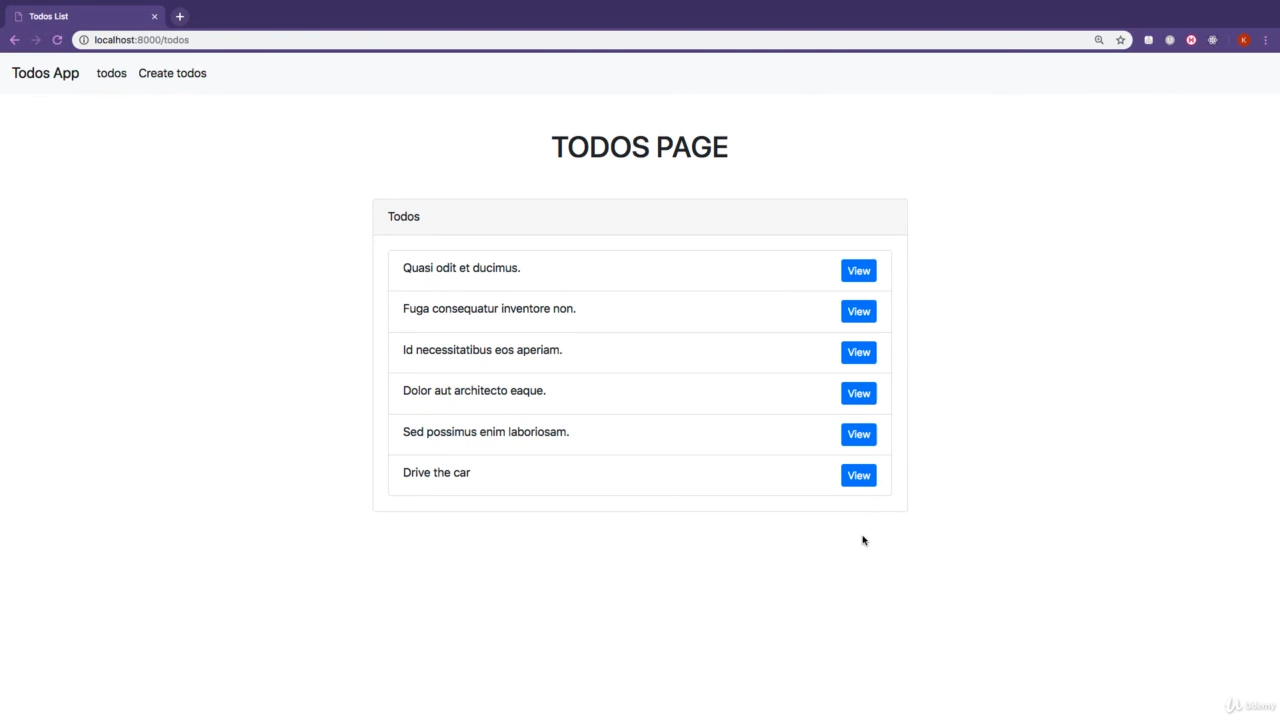 Todos List
localhost:8000/todos
K
Todos App todos Create todos
TODOS PAGE
Todos
Quasi odit et ducimus. View
Fuga consequatur inventore non. View
Id necessitatibus eos aperiam. View
Dolor aut architecto eaque. View
Sed possimus enim laboriosam. View
Drive the car View
Udemy